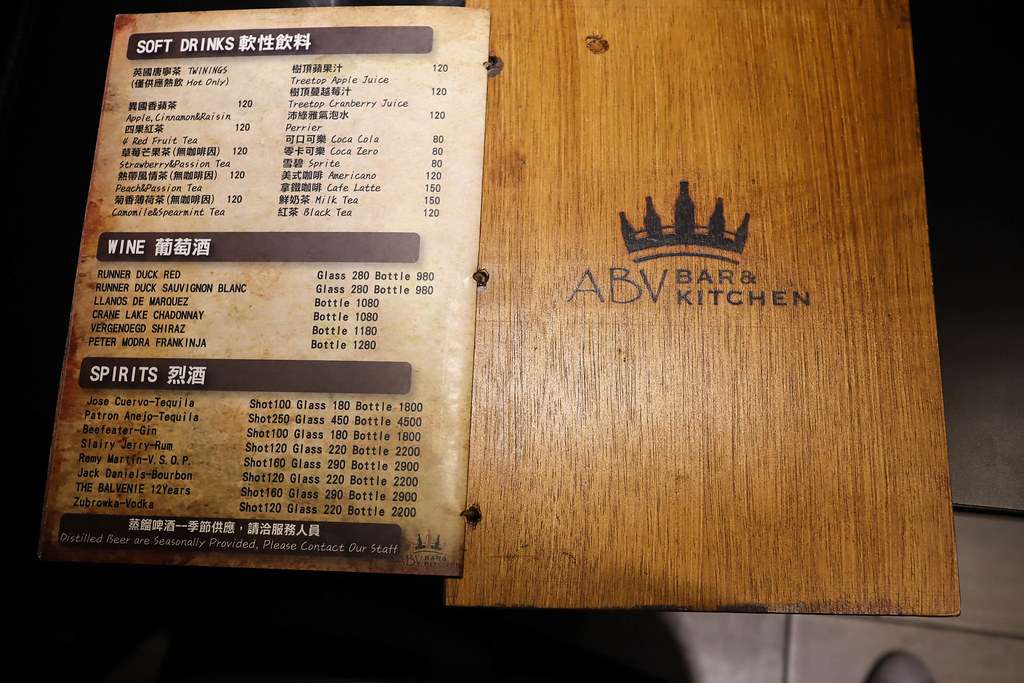 SOFT DRINKS 軟性飲料
英國唐寧茶 TWININGS
(僅供應熱飲 Hot Only)
異國香蘋茶 120
Apple,Cinnamon&Raisin
四果紅茶 120
4 Red Fruit Tea
草莓芒果茶(無咖啡因) 120
Strawberry&Passion Tea
熱帶風情茶(無咖啡因) 120
Peach&Passion Tea
菊香薄荷茶(無咖啡因) 120
Camomile&Spearmint Tea
樹頂蘋果汁 120
Treetop Apple Juice
樹頂蔓越莓汁 120
Treetop Cranberry Juice
沛綠雅氣泡水 120
Perrier
可口可樂 Coca Cola 80
零卡可樂 Coca Zero 80
雪碧 Sprite 80
美式咖啡 Americano 120
拿鐵咖啡 Cafe Latte 150
鮮奶茶 Milk Tea 150
紅茶 Black Tea 120
WINE 葡萄酒
RUNNER DUCK RED Glass 280 Bottle 980
RUNNER DUCK SAUVIGNON BLANC Glass 280 Bottle 980
LLANOS DE MARQUEZ Bottle 1080
CRANE LAKE CHADONNAY Bottle 1080
VERGENOEGD SHIRAZ Bottle 1180
PETER MODRA FRANKINJA Bottle 1280
SPIRITS 烈酒
Jose Cuervo-Tequila Shot100 Glass 180 Bottle 1800
Patron Anejo-Tequila Shot250 Glass 450 Bottle 4500
Beefeater-Gin Shot100 Glass 180 Bottle 1800
Slairy Jerry-Rum Shot120 Glass 220 Bottle 2200
Remy Martin-V.S.O.P. Shot160 Glass 290 Bottle 2900
Jack Daniels-Bourbon Shot120 Glass 220 Bottle 2200
THE BALVENIE 12Years Shot160 Glass 290 Bottle 2900
Zubrowka-Vodka Shot120 Glass 220 Bottle 2200
蒸餾啤酒--季節供應，請洽服務人員
Distilled Beer are Seasonally Provided, Please Contact Our Staff
ABV BAR & KITCHEN
ABV BAR &
KITCHEN